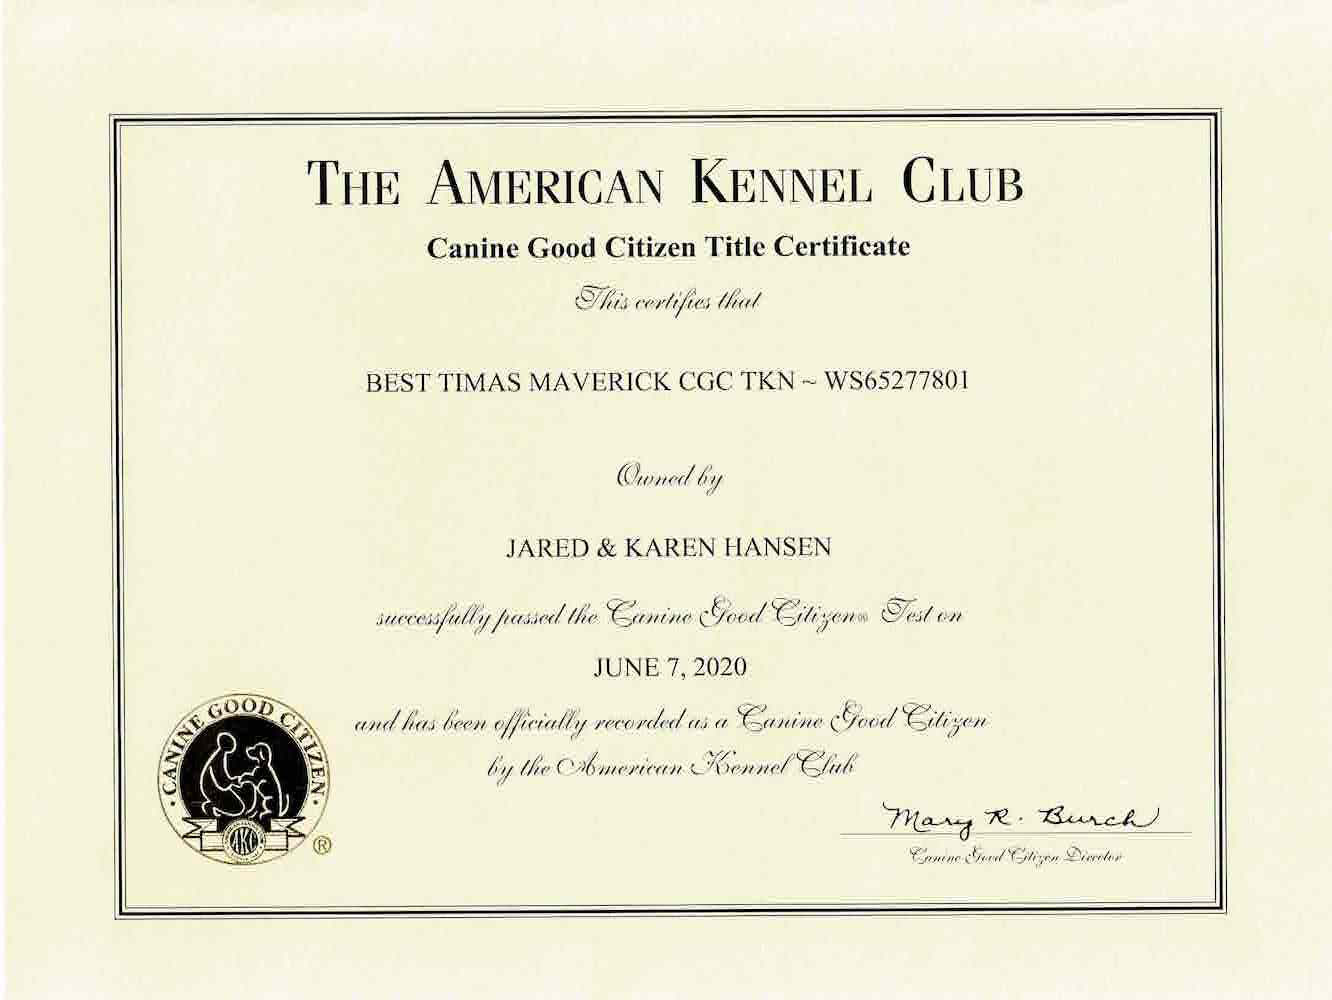 THE AMERICAN KENNEL CLUB
Canine Good Citizen Title Certificate
This certifies that
BEST TIMAS MAVERICK CGC TKN ~ WS65277801
Owned by
JARED & KAREN HANSEN
successfully passed the Canine Good Citizen® Test on
JUNE 7, 2020
and has been officially recorded as a Canine Good Citizen
by the American Kennel Club
· CANINE GOOD CITIZEN ·
AKC
®
Mary R. Burch
Canine Good Citizen Director